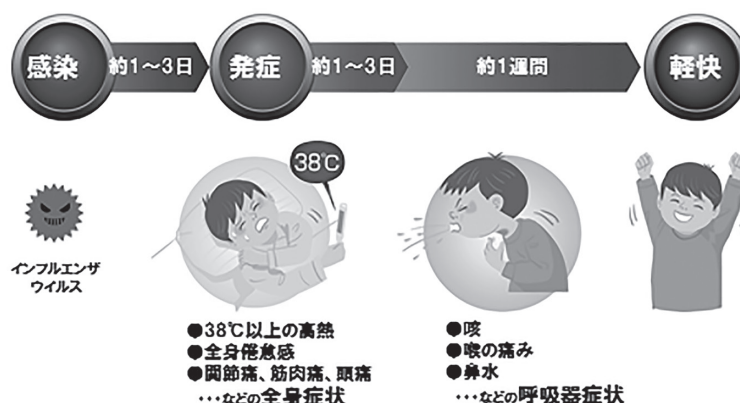 感染
約1～3日
発症
約1～3日
約1週間
軽快
38℃
インフルエンザ
ウイルス
●38℃以上の高熱
●全身倦怠感
●関節痛、筋肉痛、頭痛
…などの全身症状
●咳
●喉の痛み
●鼻水
…などの呼吸器症状